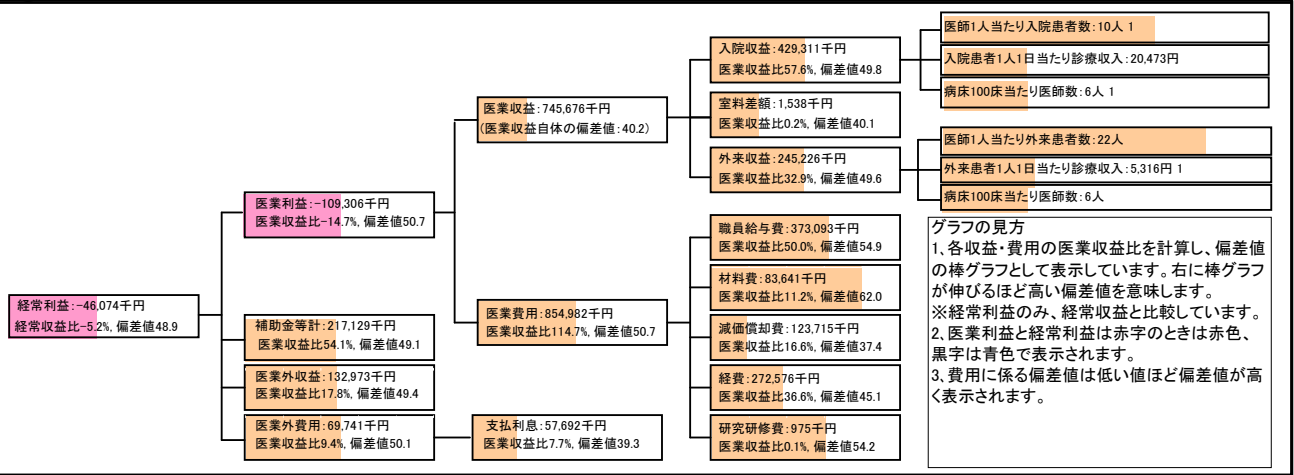 経常利益:-46,074千円
経常収益比-5.2%, 偏差値48.9
医業利益:-109,306千円
医業収益比-14.7%, 偏差値50.7
補助金等計:217,129千円
医業収益比54.1%, 偏差値49.1
医業外収益:132,973千円
医業収益比17.8%, 偏差値49.4
医業外費用:69,741千円
医業収益比9.4%, 偏差値50.1
医業収益:745,676千円
(医業収益自体の偏差値:40.2)
医業費用:854,982千円
医業収益比114.7%, 偏差値50.7
支払利息:57,692千円
医業収益比7.7%, 偏差値39.3
入院収益:429,311千円
医業収益比57.6%, 偏差値49.8
室料差額:1,538千円
医業収益比0.2%, 偏差値40.1
外来収益:245,226千円
医業収益比32.9%, 偏差値49.6
職員給与費:373,093千円
医業収益比50.0%, 偏差値54.9
材料費:83,641千円
医業収益比11.2%, 偏差値62.0
減価償却費:123,715千円
医業収益比16.6%, 偏差値37.4
経費:272,576千円
医業収益比36.6%, 偏差値45.1
研究研修費:975千円
医業収益比0.1%, 偏差値54.2
医師1人当たり入院患者数:10人 1
入院患者1人1日当たり診療収入:20,473円
病床100床当たり医師数:6人 1
医師1人当たり外来患者数:22人
外来患者1人1日当たり診療収入:5,316円 1
病床100床当たり医師数:6人
グラフの見方
1、各収益・費用の医業収益比を計算し、偏差値
の棒グラフとして表示しています。右に棒グラフ
が伸びるほど高い偏差値を意味します。
※経常利益のみ、経常収益と比較しています。
2、医業利益と経常利益は赤字のときは赤色、
黒字は青色で表示されます。
3、費用に係る偏差値は低い値ほど偏差値が高
く表示されます。